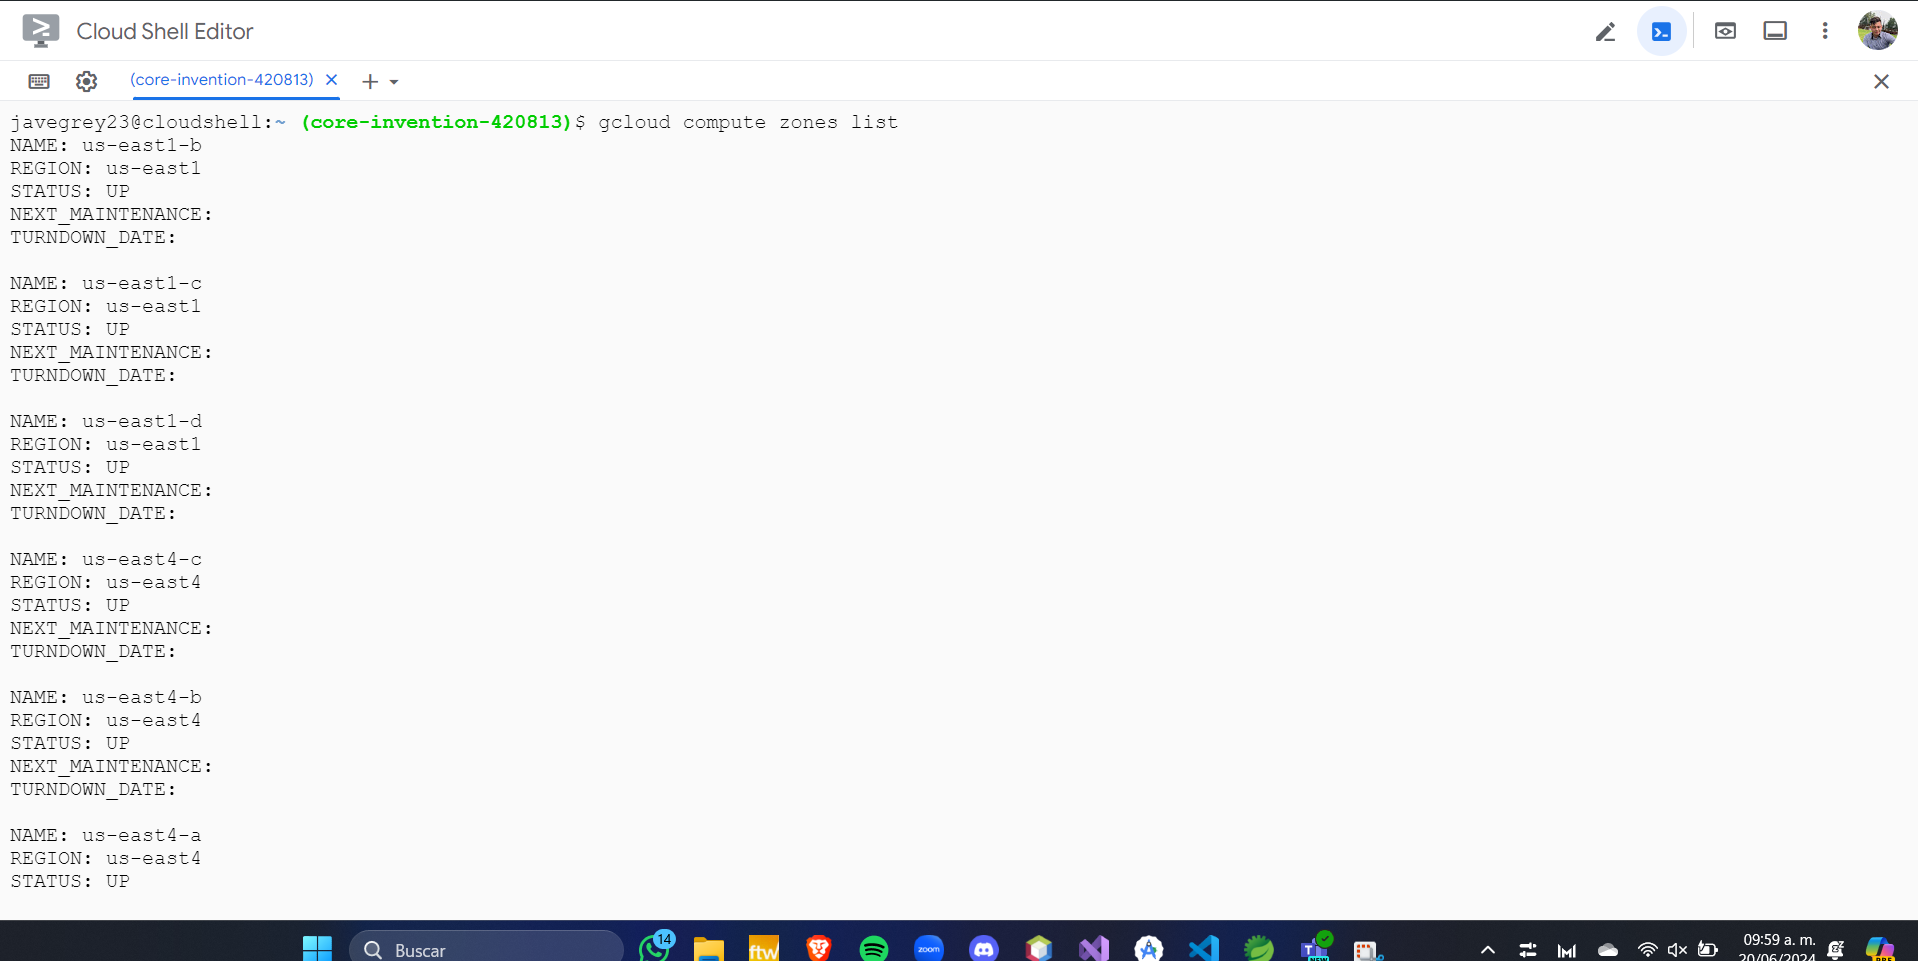 Cloud Shell Editor
(core-invention-420813)
javegrey23@cloudshell:~ (core-invention-420813)$ gcloud compute zones list
NAME: us-east1-b
REGION: us-east1
STATUS: UP
NEXT_MAINTENANCE:
TURNDOWN_DATE:
NAME: us-east1-c
REGION: us-east1
STATUS: UP
NEXT_MAINTENANCE:
TURNDOWN_DATE:
NAME: us-east1-d
REGION: us-east1
STATUS: UP
NEXT_MAINTENANCE:
TURNDOWN_DATE:
NAME: us-east4-c
REGION: us-east4
STATUS: UP
NEXT_MAINTENANCE:
TURNDOWN_DATE:
NAME: us-east4-b
REGION: us-east4
STATUS: UP
NEXT_MAINTENANCE:
TURNDOWN_DATE:
NAME: us-east4-a
REGION: us-east4
STATUS: UP
Buscar
14
ftw
zoom
NEW
09:59 a. m.
20/06/2024
PRE